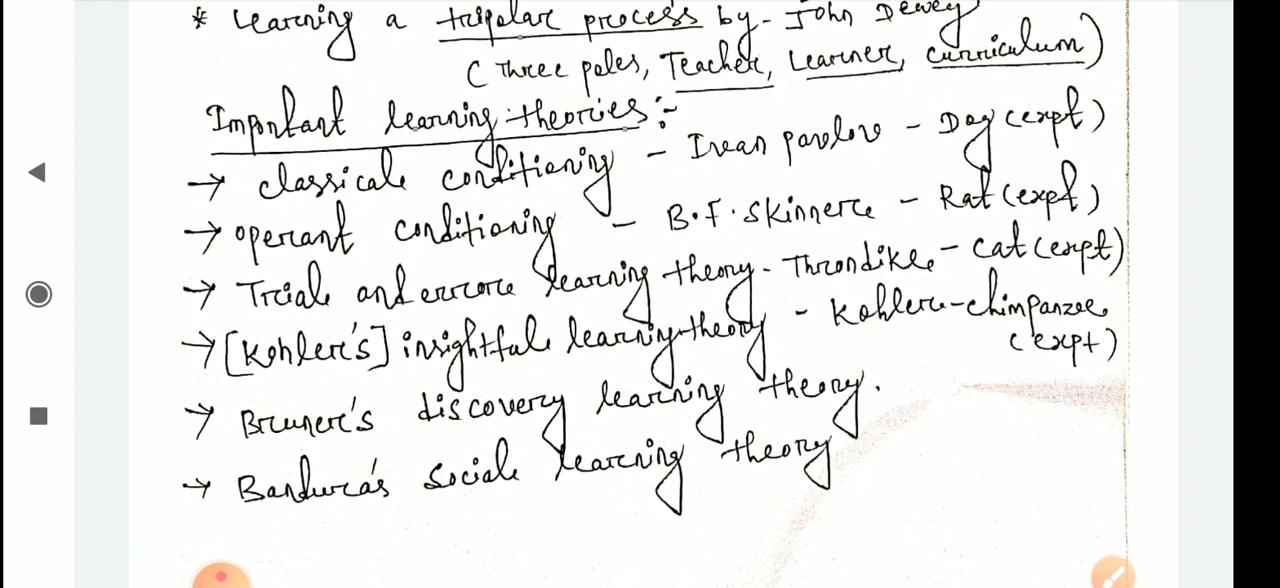 * Learning a tripolar process by - John Dewey
( Three poles, Teacher, Learner, curriculum)
Important learning theories :-
→ classical conditioning - Ivan pavlov - Dog (expt)
→ operant conditioning - B.F. Skinner - Rat (expt)
→ Trial and error learning theory - Throndike - cat (expt)
→ [Kohler's] insightful learning theory - Kohler - chimpanzee
(expt)
→ Bruner's discovery learning theory.
→ Bandura's social learning theory